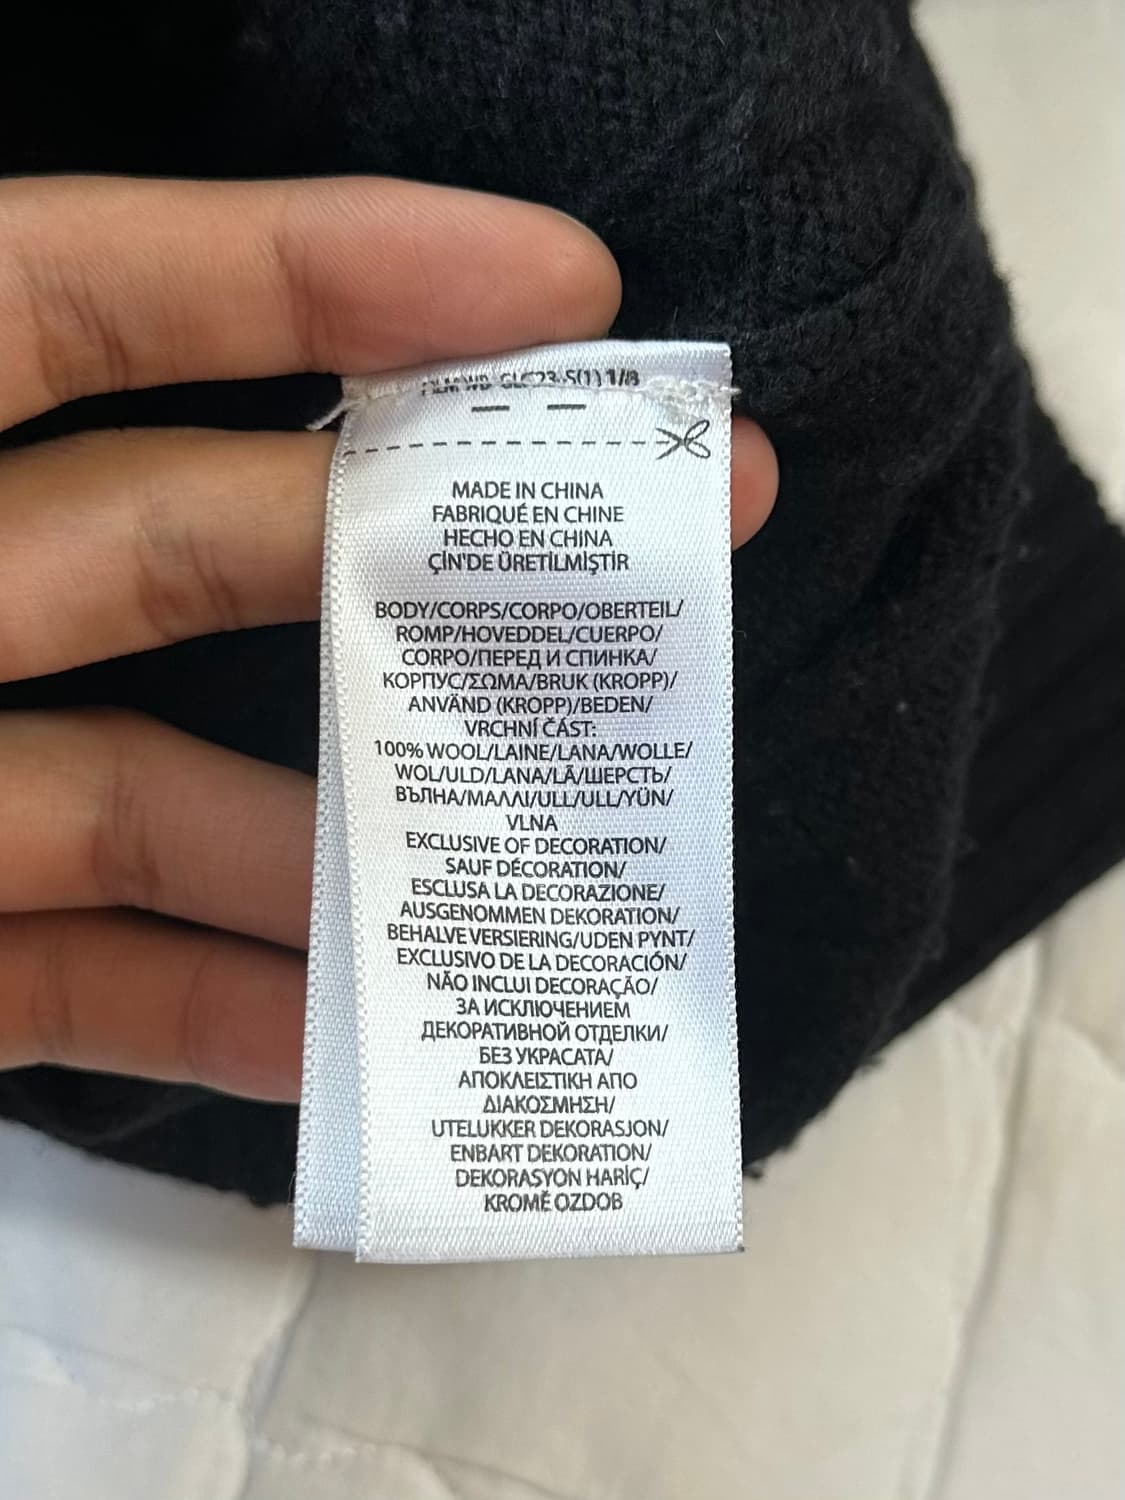 S(1) 1/8
MADE IN CHINA
FABRIQUÉ EN CHINE
HECHO EN CHINA
ÇİN'DE ÜRETİLMİŞTİR
BODY/CORPS/CORPO/OBERTEIL/
ROMP/HOVEDDEL/CUERPO/
CORPO/ПЕРЕД И СПИНКА/
КОРПУС/ΣΩΜΑ/BRUK (KROPP)/
ANVÄND (KROPP)/BEDEN/
VRCHNÍ ČÁST:
100% WOOL/LAINE/LANA/WOLLE/
WOL/ULD/LANA/LÃ/ШЕРСТЬ/
ВЪЛНА/ΜΑΛΛΙ/ULL/ULL/YÜN/
VLNA
EXCLUSIVE OF DECORATION/
SAUF DÉCORATION/
ESCLUSA LA DECORAZIONE/
AUSGENOMMEN DEKORATION/
BEHALVE VERSIERING/UDEN PYNT/
EXCLUSIVO DE LA DECORACIÓN/
NÃO INCLUI DECORAÇÃO/
ЗА ИСКЛЮЧЕНИЕМ
ДЕКОРАТИВНОЙ ОТДЕЛКИ/
БЕЗ УКРАСАТА/
ΑΠΟΚΛΕΙΣΤΙΚΗ ΑΠΟ
ΔΙΑΚΟΣΜΗΣΗ/
UTELUKKER DEKORASJON/
ENBART DEKORATION/
DEKORASYON HARİÇ/
KROMĚ OZDOB